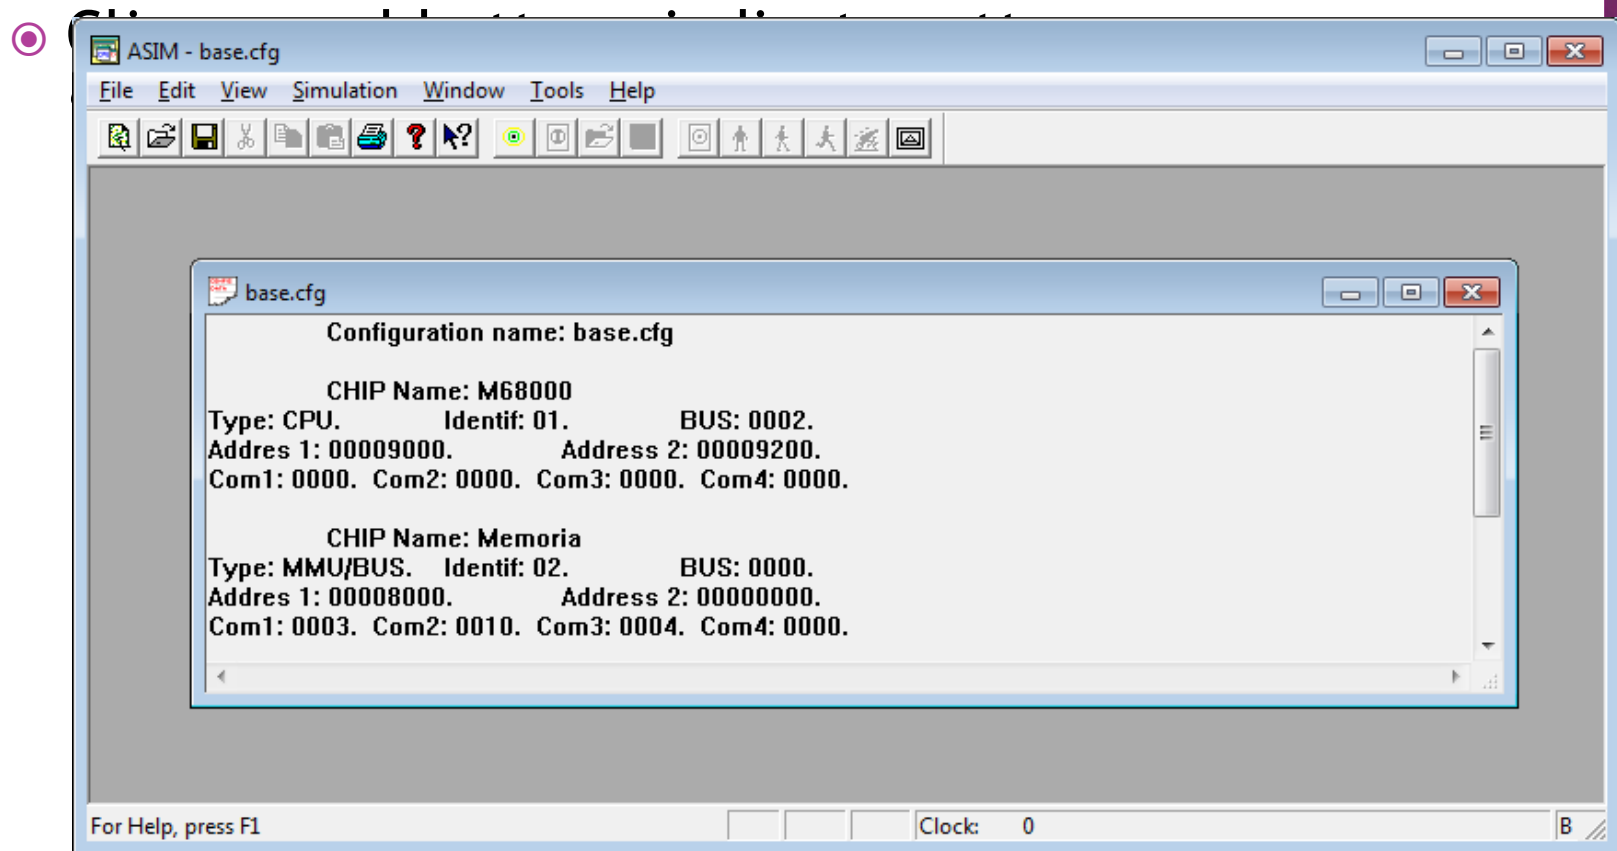 ASIM - base.cfg
File Edit View Simulation Window Tools Help
base.cfg
Configuration name: base.cfg
CHIP Name: M68000
Type: CPU. Identif: 01. BUS: 0002.
Addres 1: 00009000. Address 2: 00009200.
Com1: 0000. Com2: 0000. Com3: 0000. Com4: 0000.
CHIP Name: Memoria
Type: MMU/BUS. Identif: 02. BUS: 0000.
Addres 1: 00008000. Address 2: 00000000.
Com1: 0003. Com2: 0010. Com3: 0004. Com4: 0000.
For Help, press F1
Clock: 0
B